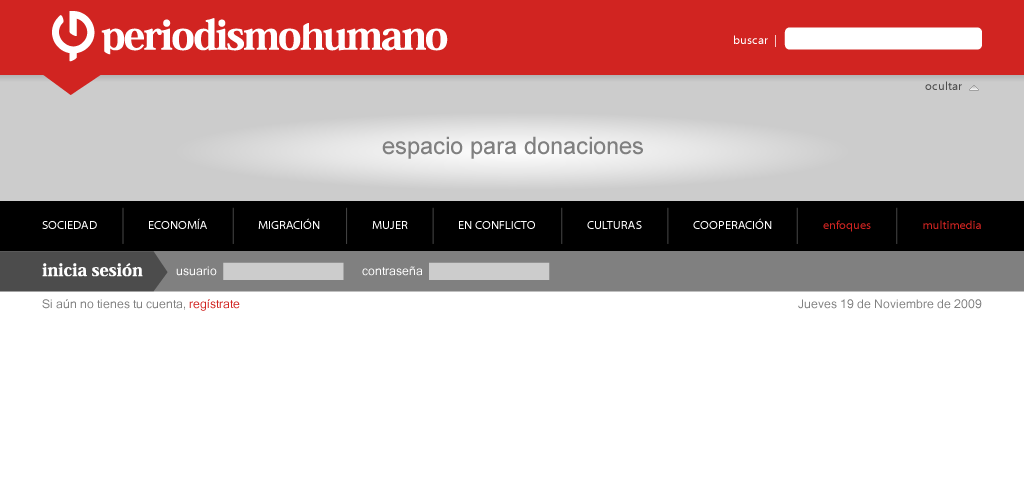 periodismohumano
buscar |
ocultar
espacio para donaciones
SOCIEDAD ECONOMÍA MIGRACIÓN MUJER EN CONFLICTO CULTURAS COOPERACIÓN enfoques multimedia
inicia sesión usuario contraseña
Si aún no tienes tu cuenta, regístrate Jueves 19 de Noviembre de 2009